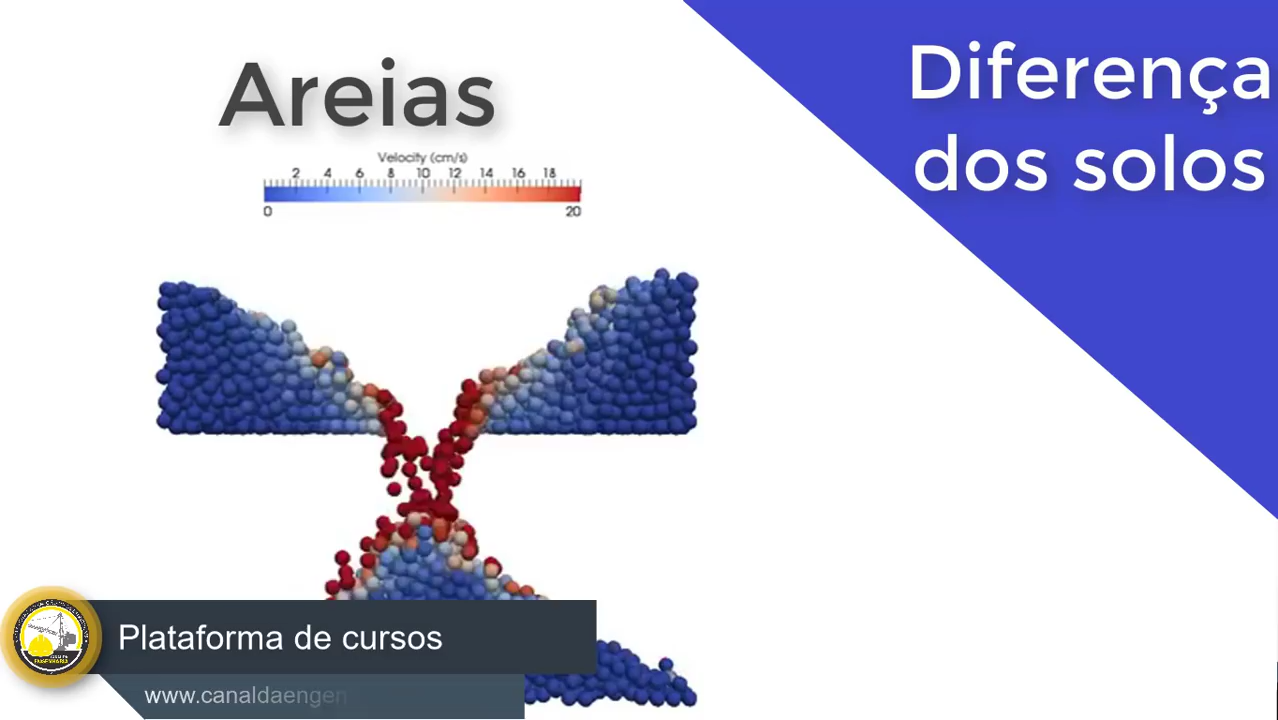 Areias
Diferença
dos solos
Velocity (cm/s)
2 4 6 8 10 12 14 16 18
0 20
Plataforma de cursos
www.canaldaengen
ENGENHARIA